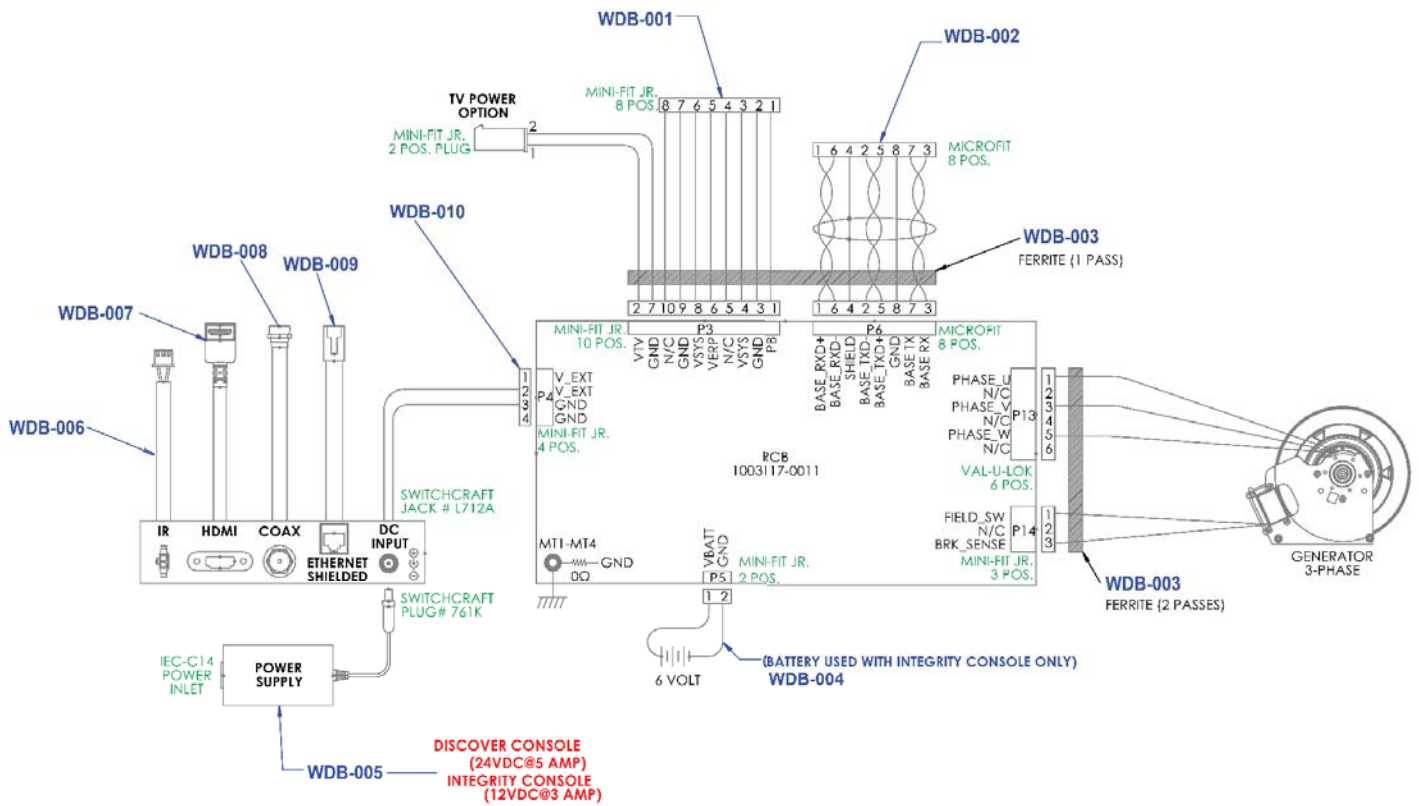 WDB-001
WDB-002
TV POWER
OPTION
MINI-FIT JR.
8 POS.
8 7 6 5 4 3 2 1
MINI-FIT JR.
2 POS. PLUG
2
1
1 6 4 2 5 8 7 3
MICROFIT
8 POS.
WDB-010
WDB-003
FERRITE (1 PASS)
WDB-008
WDB-009
WDB-007
2 7 10 9 8 6 5 4 3 1
1 6 4 2 5 8 7 3
MINI-FIT JR.
10 POS.
P3
P6
MICROFIT
8 POS.
VTV
GND
N/C
GND
VSYS
VERP
N/C
VSYS
GND
P8
BASE_RXD+
BASE_RXD-
SHIELD
BASE_TXD-
BASE_TXD+
GND
BASE TX
BASE RX
1 V_EXT
2 V_EXT
3 GND
4 GND
P4
MINI-FIT JR.
4 POS.
PHASE_U 1
N/C 2
PHASE_V 3
N/C 4
PHASE_W 5
N/C 6
P13
VAL-U-LOK
6 POS.
WDB-006
RCB
1003117-0011
SWITCHCRAFT
JACK # L712A
IR
HDMI
COAX
ETHERNET
SHIELDED
DC
INPUT
MT1-MT4
GND
0Ω
VBATT
GND
P5
1 2
MINI-FIT JR.
2 POS.
FIELD_SW 1
N/C 2
BRK_SENSE 3
P14
MINI-FIT JR.
3 POS.
GENERATOR
3-PHASE
WDB-003
FERRITE (2 PASSES)
SWITCHCRAFT
PLUG# 761K
IEC-C14
POWER
INLET
POWER
SUPPLY
6 VOLT
(BATTERY USED WITH INTEGRITY CONSOLE ONLY)
WDB-004
WDB-005
DISCOVER CONSOLE
(24VDC@5 AMP)
INTEGRITY CONSOLE
(12VDC@3 AMP)